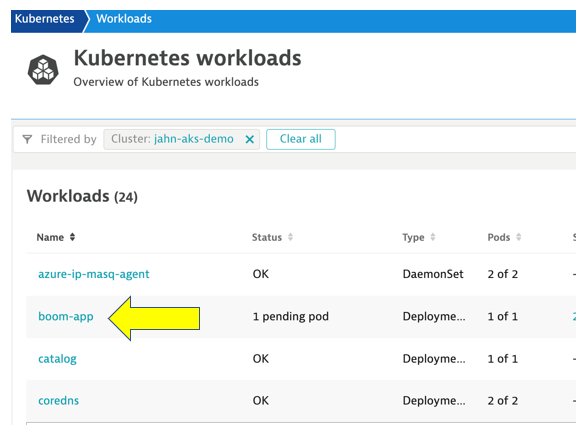 Kubernetes Workloads
Kubernetes workloads
Overview of Kubernetes workloads
Filtered by Cluster: jahn-aks-demo Clear all
Workloads (24)
Name Status Type Pods S
azure-ip-masq-agent OK DaemonSet 2 of 2 -
boom-app 1 pending pod Deployme... 1 of 1 2
catalog OK Deployme... 1 of 1 -
coredns OK Deployme... 2 of 2 -